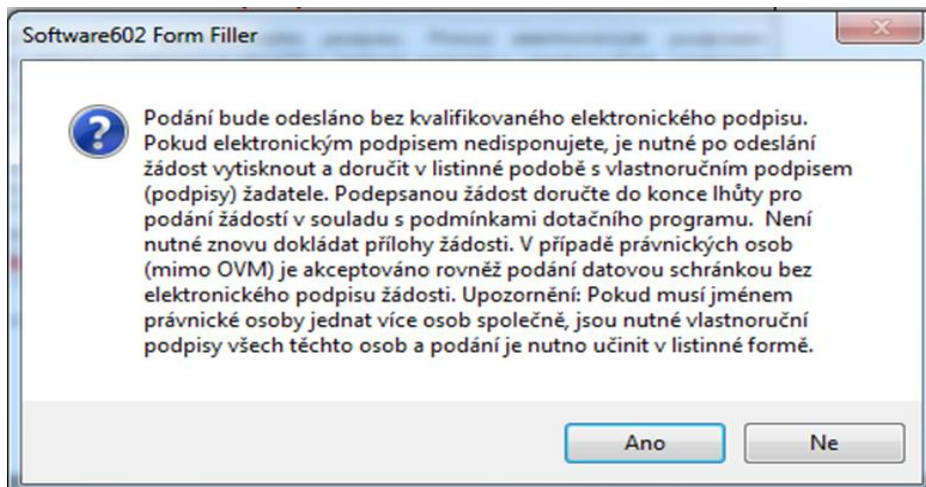 Software602 Form Filler
Podání bude odesláno bez kvalifikovaného elektronického podpisu.
Pokud elektronickým podpisem nedisponujete, je nutné po odeslání
žádost vytisknout a doručit v listinné podobě s vlastnoručním podpisem
(podpisy) žadatele. Podepsanou žádost doručte do konce lhůty pro
podání žádostí v souladu s podmínkami dotačního programu.  Není
nutné znovu dokládat přílohy žádosti. V případě právnických osob
(mimo OVM) je akceptováno rovněž podání datovou schránkou bez
elektronického podpisu žádosti. Upozornění: Pokud musí jménem
právnické osoby jednat více osob společně, jsou nutné vlastnoruční
podpisy všech těchto osob a podání je nutno učinit v listinné formě.
Ano
Ne